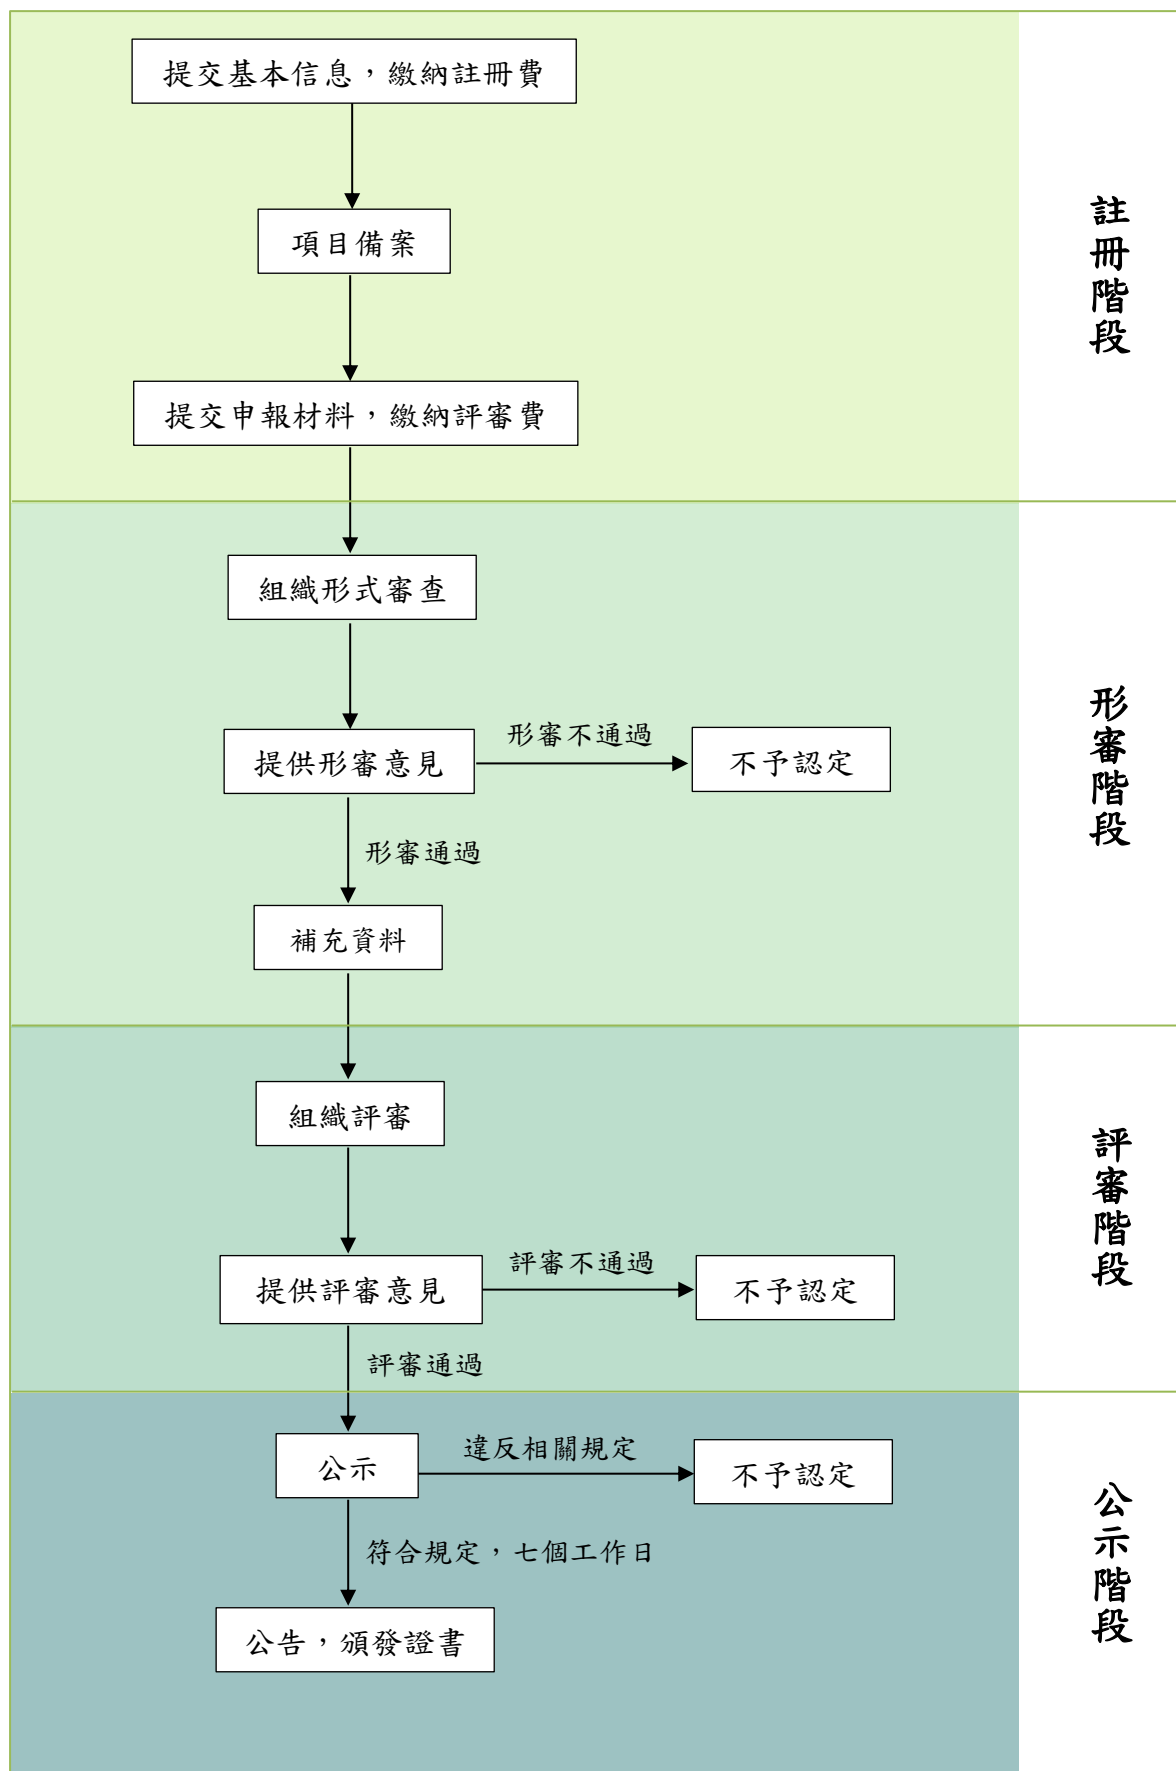 提交基本信息，繳納註冊費
項目備案
提交申報材料，繳納評審費
註冊階段
組織形式審查
提供形審意見
形審不通過
不予認定
形審通過
補充資料
形審階段
組織評審
提供評審意見
評審不通過
不予認定
評審通過
評審階段
公示
違反相關規定
不予認定
符合規定，七個工作日
公告，頒發證書
公示階段